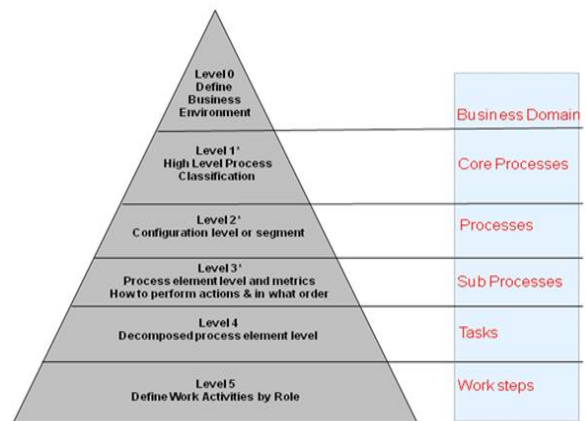 Level 0
Define
Business
Environment
Business Domain
Level 1*
High Level Process
Classification
Core Processes
Level 2*
Configuration level or segment
Processes
Level 3*
Process element level and metrics
How to perform actions & in what order
Sub Processes
Level 4
Decomposed process element level
Tasks
Level 5
Define Work Activities by Role
Work steps